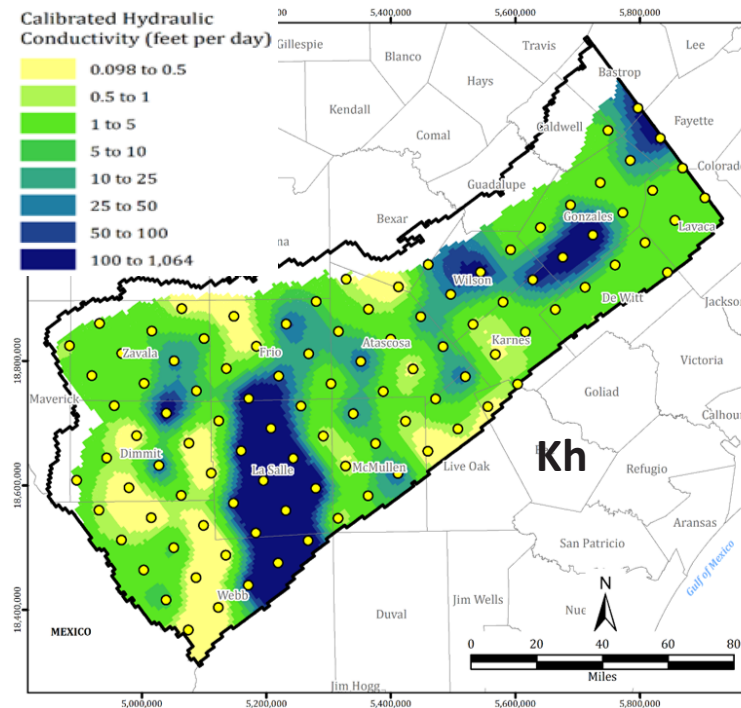 Calibrated Hydraulic
Conductivity (feet per day)
0.098 to 0.5
0.5 to 1
1 to 5
5 to 10
10 to 25
25 to 50
50 to 100
100 to 1,064
5,400,000
5,600,000
5,800,000
Gillespie
Blanco
Travis
Lee
Hays
Bastrop
Kendall
Comal
Caldwell
Fayette
Colorado
Guadalupe
Bexar
Gonzales
Lavaca
Wilson
De Witt
Jackson
Zavala
Frio
Atascosa
Karnes
Victoria
18,800,000
Maverick
Goliad
Calhou
Dimmit
La Salle
McMullen
Live Oak
Kh
Refugio
18,600,000
Aransas
San Patricio
Gulf of Mexico
Webb
Duval
Jim Wells
Nue
N
18,400,000
MEXICO
0 20 40 60 80
Miles
Jim Hogg
5,000,000
5,200,000
5,400,000
5,600,000
5,800,000